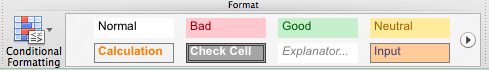 Format
Normal Bad Good Neutral
Conditional Formatting
Calculation Check Cell Explanator... Input